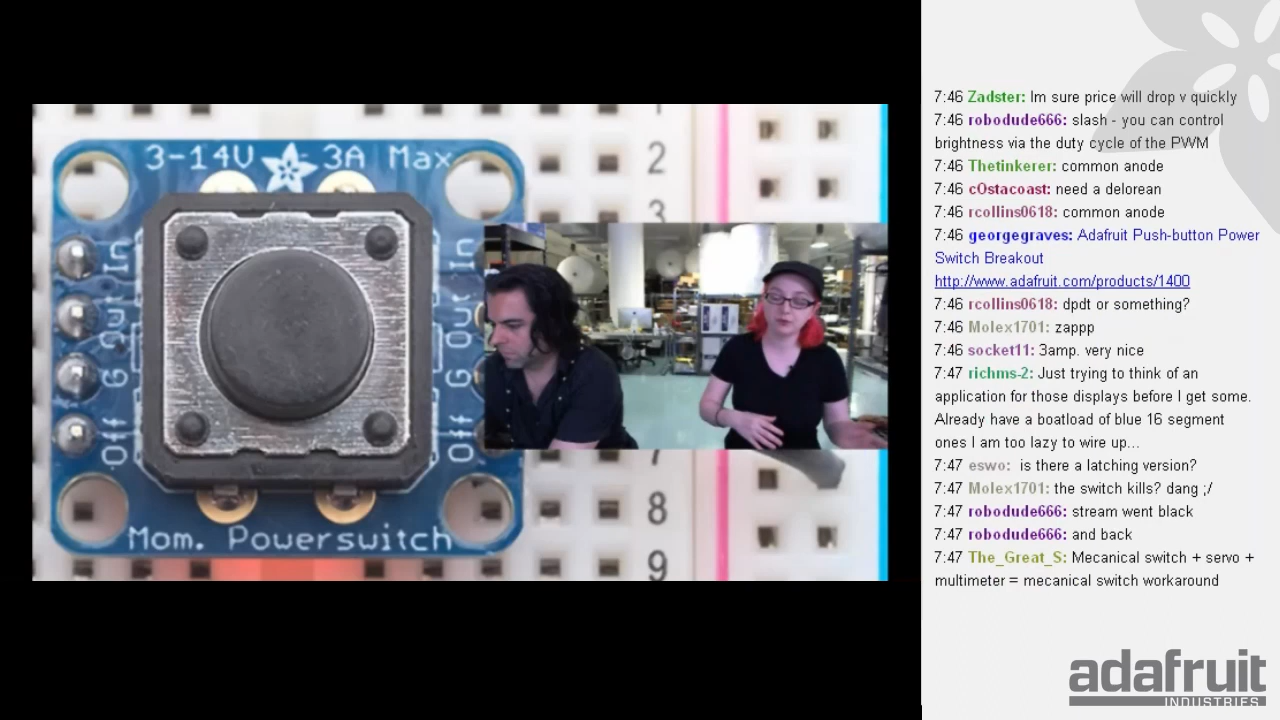 3-14V 3A Max
In
Out
G
Off
In
Out
G
Off
Mom. Powerswitch
2
3
7
8
9
7:46 Zadster: Im sure price will drop v quickly
7:46 robodude666: slash - you can control
brightness via the duty cycle of the PWM
7:46 Thetinkerer: common anode
7:46 cOstacoast: need a delorean
7:46 rcollins0618: common anode
7:46 georgegraves: Adafruit Push-button Power
Switch Breakout
http://www.adafruit.com/products/1400
7:46 rcollins0618: dpdt or something?
7:46 Molex1701: zappp
7:46 socket11: 3amp. very nice
7:47 richms-2: Just trying to think of an
application for those displays before I get some.
Already have a boatload of blue 16 segment
ones I am too lazy to wire up...
7:47 eswo: is there a latching version?
7:47 Molex1701: the switch kills? dang ;/
7:47 robodude666: stream went black
7:47 robodude666: and back
7:47 The_Great_S: Mecanical switch + servo +
multimeter = mecanical switch workaround
adafruit
INDUSTRIES